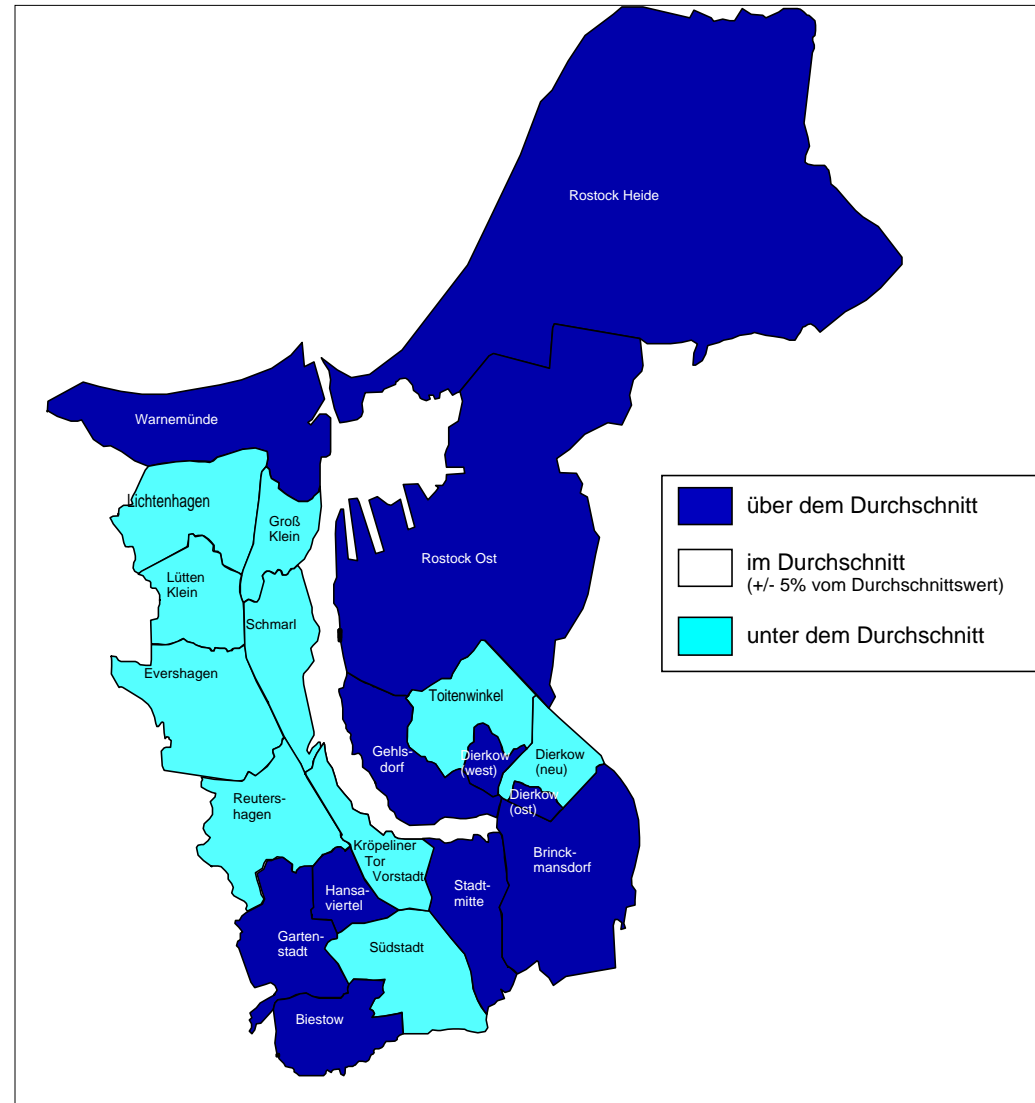 Rostock Heide
Warnemünde
Lichtenhagen
Groß
Klein
Lütten
Klein
Schmarl
Evershagen
Rostock Ost
über dem Durchschnitt
im Durchschnitt
(+/- 5% vom Durchschnittswert)
unter dem Durchschnitt
Toitenwinkel
Gehls-
dorf
Dierkow
(west)
Dierkow
(neu)
Dierkow
(ost)
Reuters-
hagen
Kröpeliner
Tor
Vorstadt
Brinck-
mansdorf
Hansa-
viertel
Stadt-
mitte
Garten-
stadt
Südstadt
Biestow